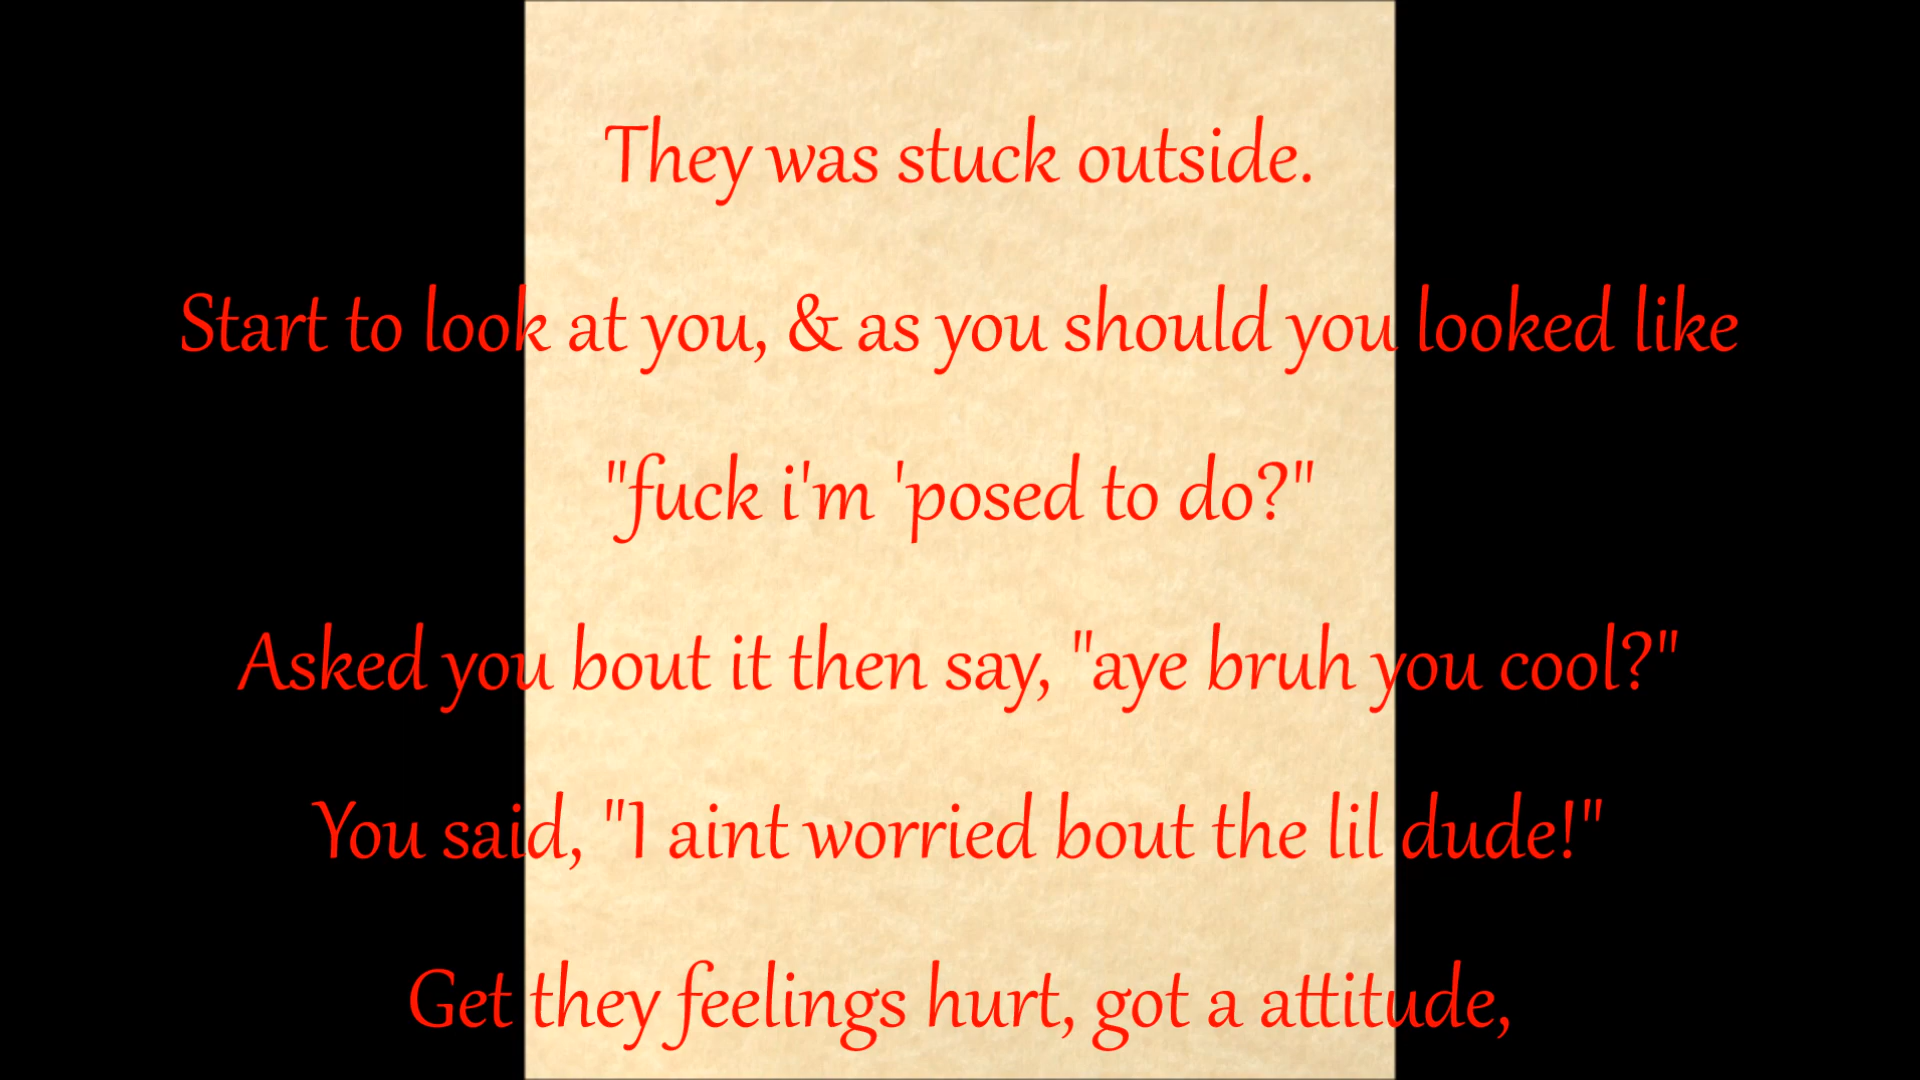 They was stuck outside.
Start to look at you, & as you should you looked like
"fuck i'm 'posed to do?"
Asked you bout it then say, "aye bruh you cool?"
You said, "I aint worried bout the lil dude!"
Get they feelings hurt, got a attitude,